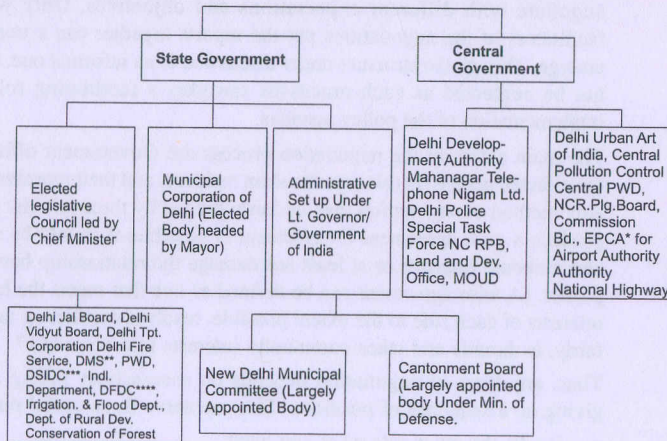 State Government
Central
Government
Elected
legislative
Council led by
Chief Minister
Municipal
Corporation of
Delhi (Elected
Body headed
by Mayor)
Administrative
Set up Under
Lt. Governor/
Government
of India
Delhi Develop-
ment Authority
Mahanagar Tele-
phone Nigam Ltd.
Delhi Police
Special Task
Force NC RPB,
Land and Dev.
Office, MOUD
Delhi Urban Art
of India, Central
Pollution Control
Central PWD,
NCR.Plg.Board,
Commission
Bd., EPCA* for
Airport Authority
Authority
National Highway
Delhi Jal Board, Delhi
Vidyut Board, Delhi Tpt.
Corporation Delhi Fire
Service, DMS**, PWD,
DSIDC***, Indl.
Department, DFDC****
Irrigation. & Flood Dept.,
Dept. of Rural Dev.
Conservation of Forest
New Delhi Municipal
Committee (Largely
Appointed Body)
Cantonment Board
(Largely appointed
body Under Min. of
Defense.